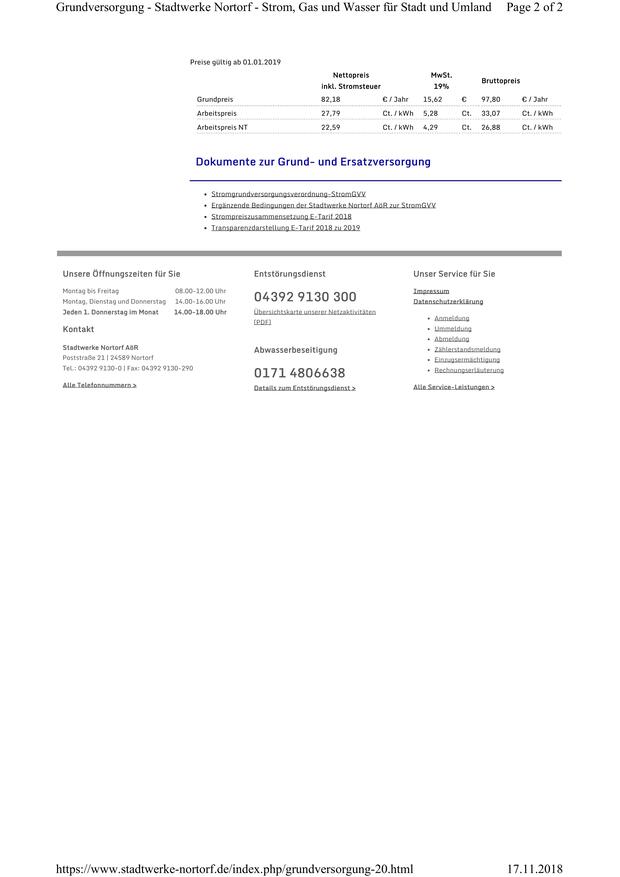 Grundversorgung - Stadtwerke Nortorf - Strom, Gas und Wasser für Stadt und Umland Page 2 of 2
Preise gültig ab 01.01.2019
Nettopreis MwSt. Bruttopreis
inkl. Stromsteuer 19%
Grundpreis 82,18 € / Jahr 15,62 € 97,80 € / Jahr
Arbeitspreis 27,79 Ct. / kWh 5,28 Ct. 33,07 Ct. / kWh
Arbeitspreis NT 22,59 Ct. / kWh 4,29 Ct. 26,88 Ct. / kWh
Dokumente zur Grund- und Ersatzversorgung
• Stromgrundversorgungsverordnung-StromGVV
• Ergänzende Bedingungen der Stadtwerke Nortorf AöR zur StromGVV
• Strompreiszusammensetzung E-Tarif 2018
• Transparenzdarstellung E-Tarif 2018 zu 2019
Unsere Öffnungszeiten für Sie
Montag bis Freitag 08.00-12.00 Uhr
Montag, Dienstag und Donnerstag 14.00-16.00 Uhr
Jeden 1. Donnerstag im Monat 14.00-18.00 Uhr
Kontakt
Stadtwerke Nortorf AöR
Poststraße 21 | 24589 Nortorf
Tel.: 04392 9130-0 | Fax: 04392 9130-290
Alle Telefonnummern >
Entstörungsdienst
04392 9130 300
Übersichtskarte unserer Netzaktivitäten
(PDF)
Abwasserbeseitigung
0171 4806638
Details zum Entstörungsdienst >
Unser Service für Sie
Impressum
Datenschutzerklärung
• Anmeldung
• Ummeldung
• Abmeldung
• Zählerstandsmeldung
• Einzugsermächtigung
• Rechnungserläuterung
Alle Service-Leistungen >
https://www.stadtwerke-nortorf.de/index.php/grundversorgung-20.html 17.11.2018